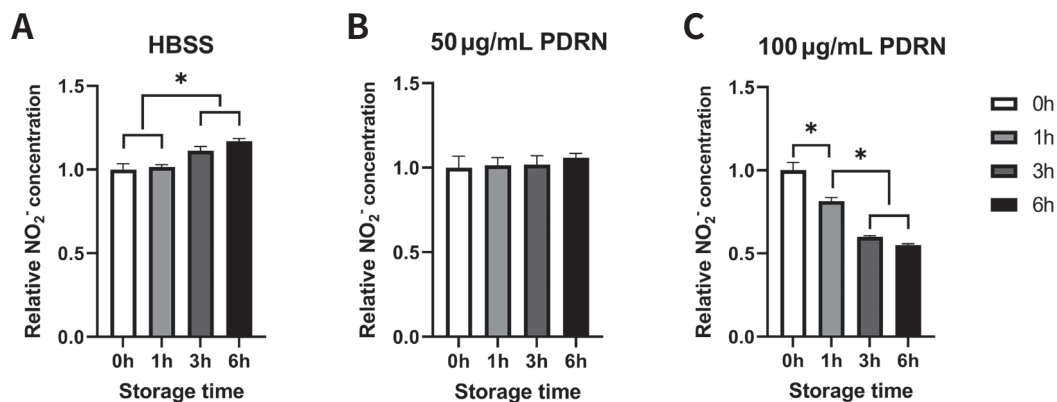 A
HBSS
Relative NO2- concentration
1.5
1.0
0.5
0.0
*
0h 1h 3h 6h
Storage time
B
50 μg/mL PDRN
Relative NO2- concentration
1.5
1.0
0.5
0.0
0h 1h 3h 6h
Storage time
C
100 μg/mL PDRN
Relative NO2- concentration
1.5
1.0
0.5
0.0
*
*
0h 1h 3h 6h
Storage time
0h
1h
3h
6h